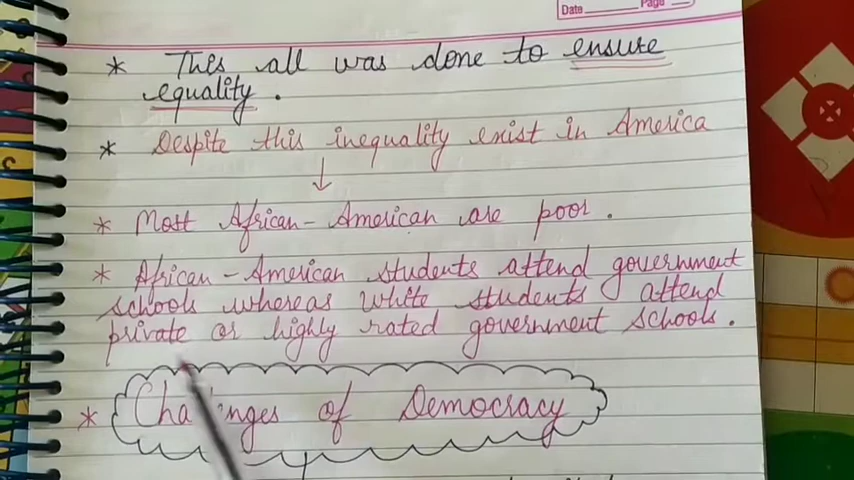 Date Page
* This all was done to ensure
equality .
* Despite this inequality exist in America
↓
* Most African-American are poor .
* African-American students attend government
schools whereas white students attend
private or highly rated government schools .
* Challenges of Democracy